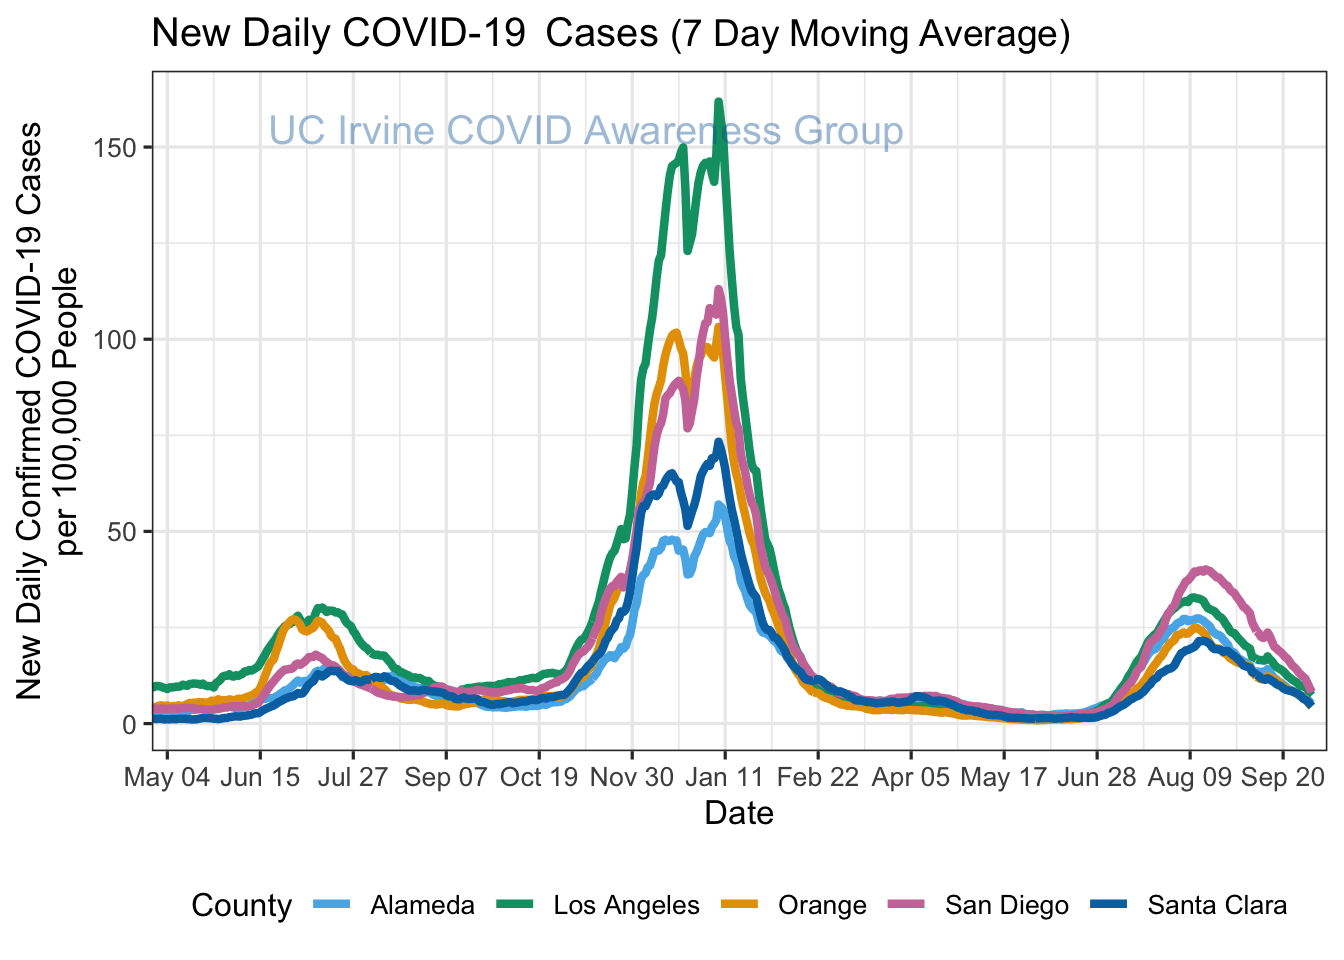 New Daily COVID-19  Cases (7 Day Moving Average)
UC Irvine COVID Awareness Group
New Daily Confirmed COVID-19 Cases
per 100,000 People
150
100
50
0
May 04 Jun 15 Jul 27 Sep 07 Oct 19 Nov 30 Jan 11 Feb 22 Apr 05 May 17 Jun 28 Aug 09 Sep 20
Date
County Alameda Los Angeles Orange San Diego Santa Clara